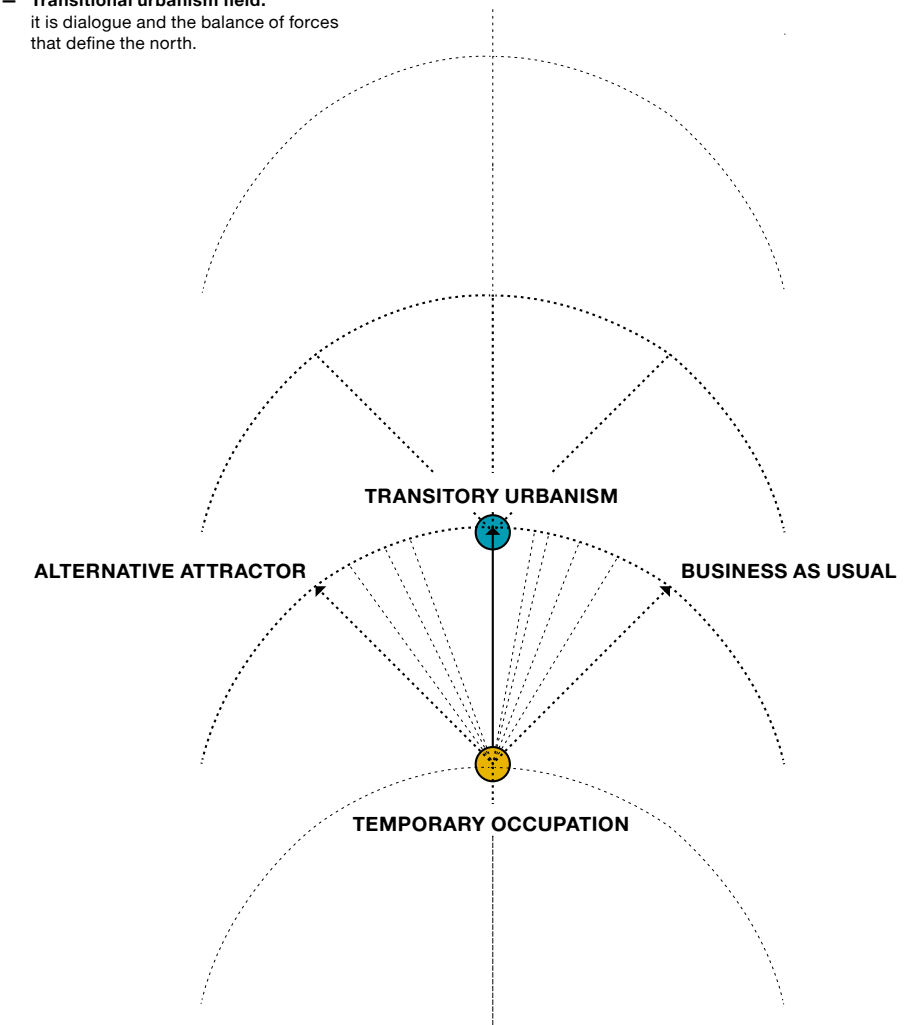 – Transitional urbanism field:
it is dialogue and the balance of forces
that define the north.
TRANSITORY URBANISM
ALTERNATIVE ATTRACTOR
BUSINESS AS USUAL
TEMPORARY OCCUPATION